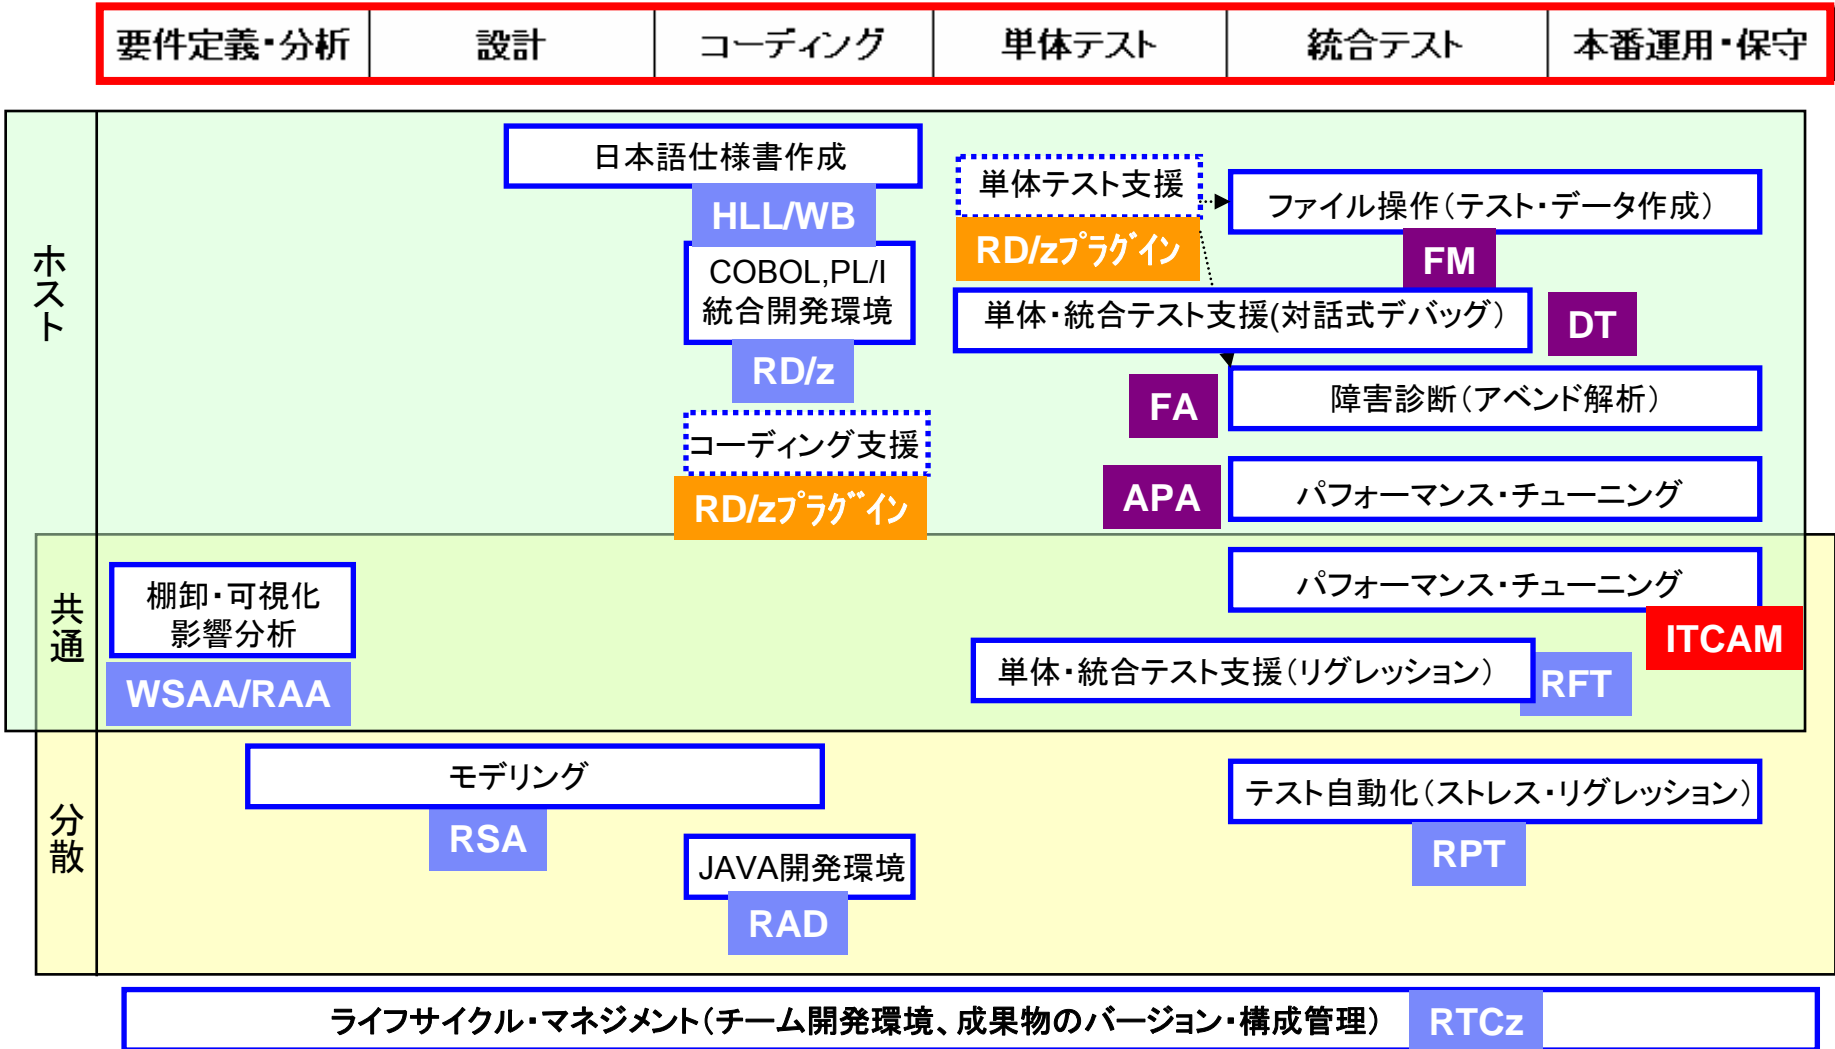 要件定義・分析
設計
コーディング
単体テスト
統合テスト
本番運用・保守
ホスト
日本語仕様書作成
HLL/WB
COBOL,PL/I
統合開発環境
RD/z
コーディング支援
RD/zプラグイン
単体テスト支援
RD/zプラグイン
ファイル操作(テスト・データ作成)
FM
単体・統合テスト支援(対話式デバッグ)
DT
FA
障害診断(アベンド解析)
APA
パフォーマンス・チューニング
共通
棚卸・可視化
影響分析
WSAA/RAA
パフォーマンス・チューニング
ITCAM
単体・統合テスト支援(リグレッション)
RFT
分散
モデリング
RSA
JAVA開発環境
RAD
テスト自動化(ストレス・リグレッション)
RPT
ライフサイクル・マネジメント(チーム開発環境、成果物のバージョン・構成管理)
RTCz